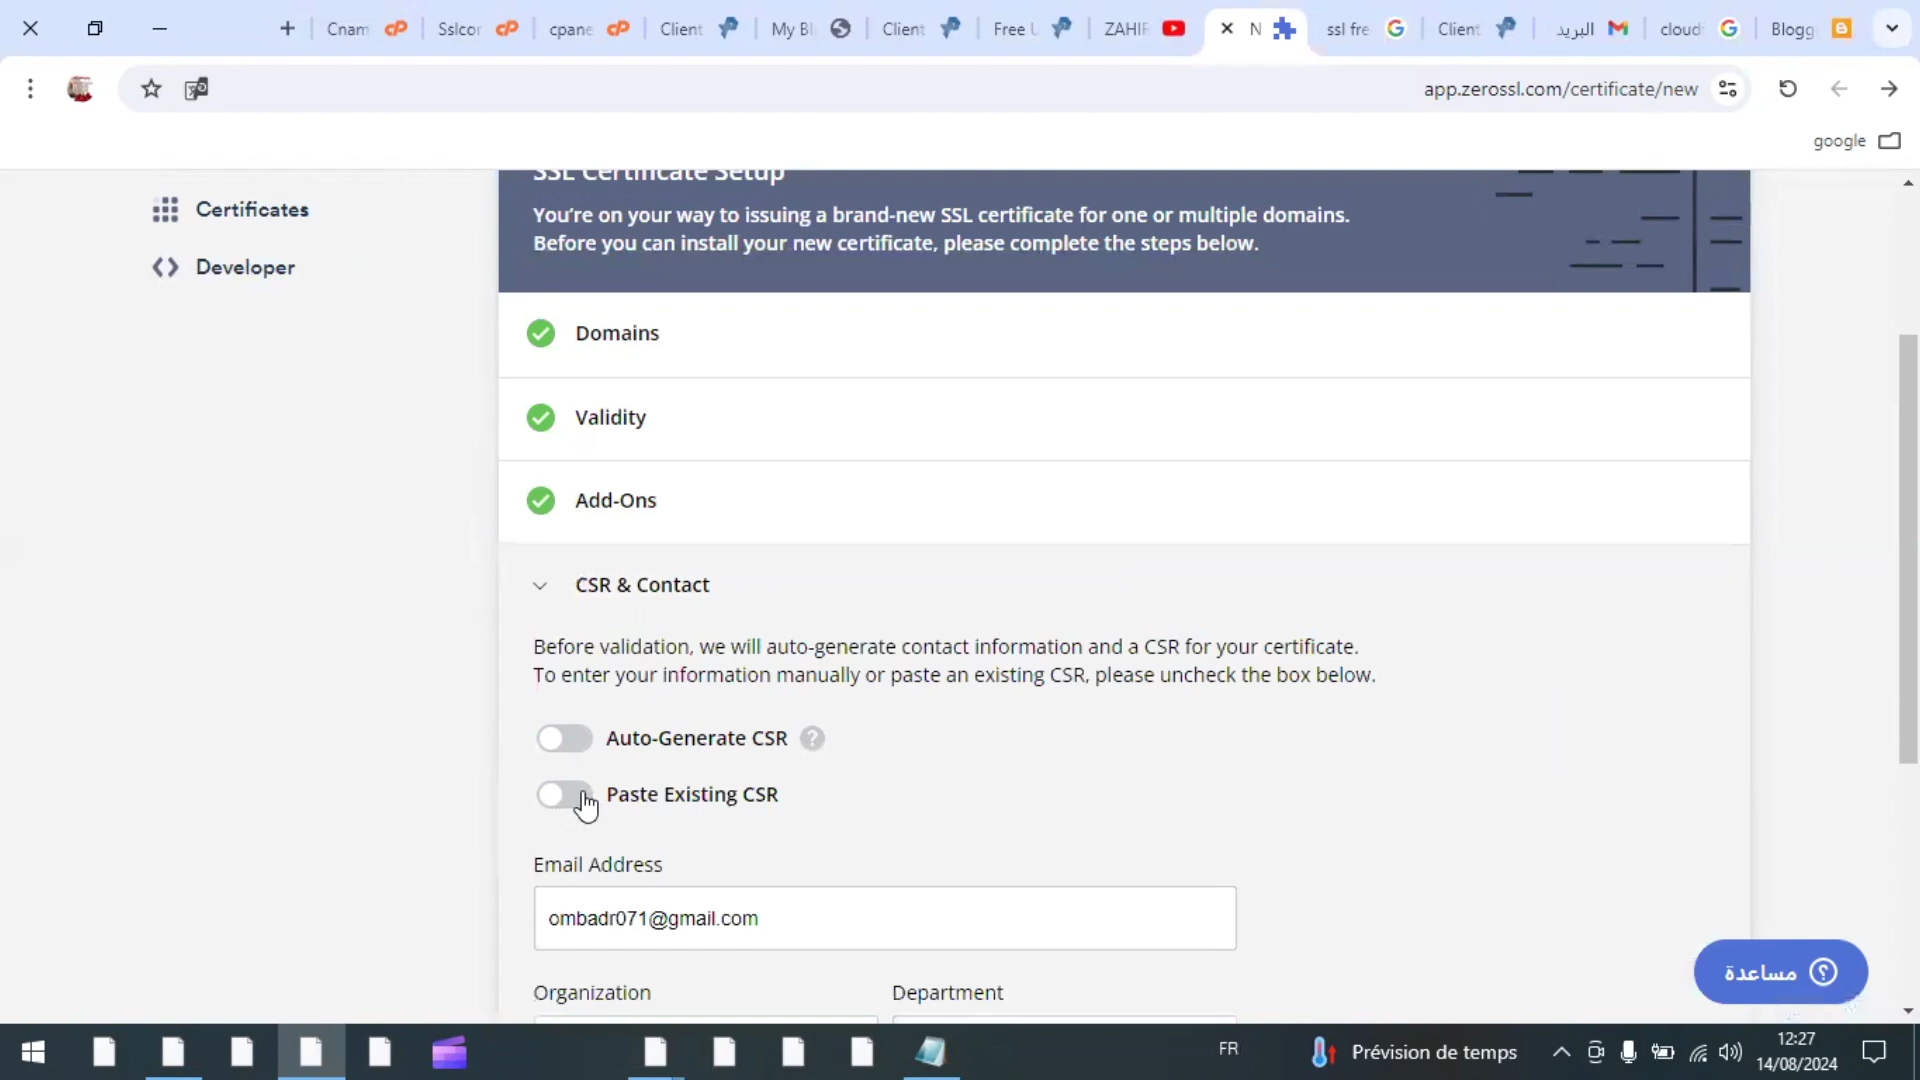 Cnam
Sslcor
cpane
Client
My Bl
Client
Free U
ZAHIR
N
ssl fre
Client
البريد
cloud
Blogg
app.zerossl.com/certificate/new
google
Certificates
Developer
SSL Certificate Setup
You're on your way to issuing a brand-new SSL certificate for one or multiple domains.
Before you can install your new certificate, please complete the steps below.
Domains
Validity
Add-Ons
CSR & Contact
Before validation, we will auto-generate contact information and a CSR for your certificate.
To enter your information manually or paste an existing CSR, please uncheck the box below.
Auto-Generate CSR ?
Paste Existing CSR
Email Address
ombadr071@gmail.com
Organization
Department
مساعدة
FR
Prévision de temps
12:27
14/08/2024